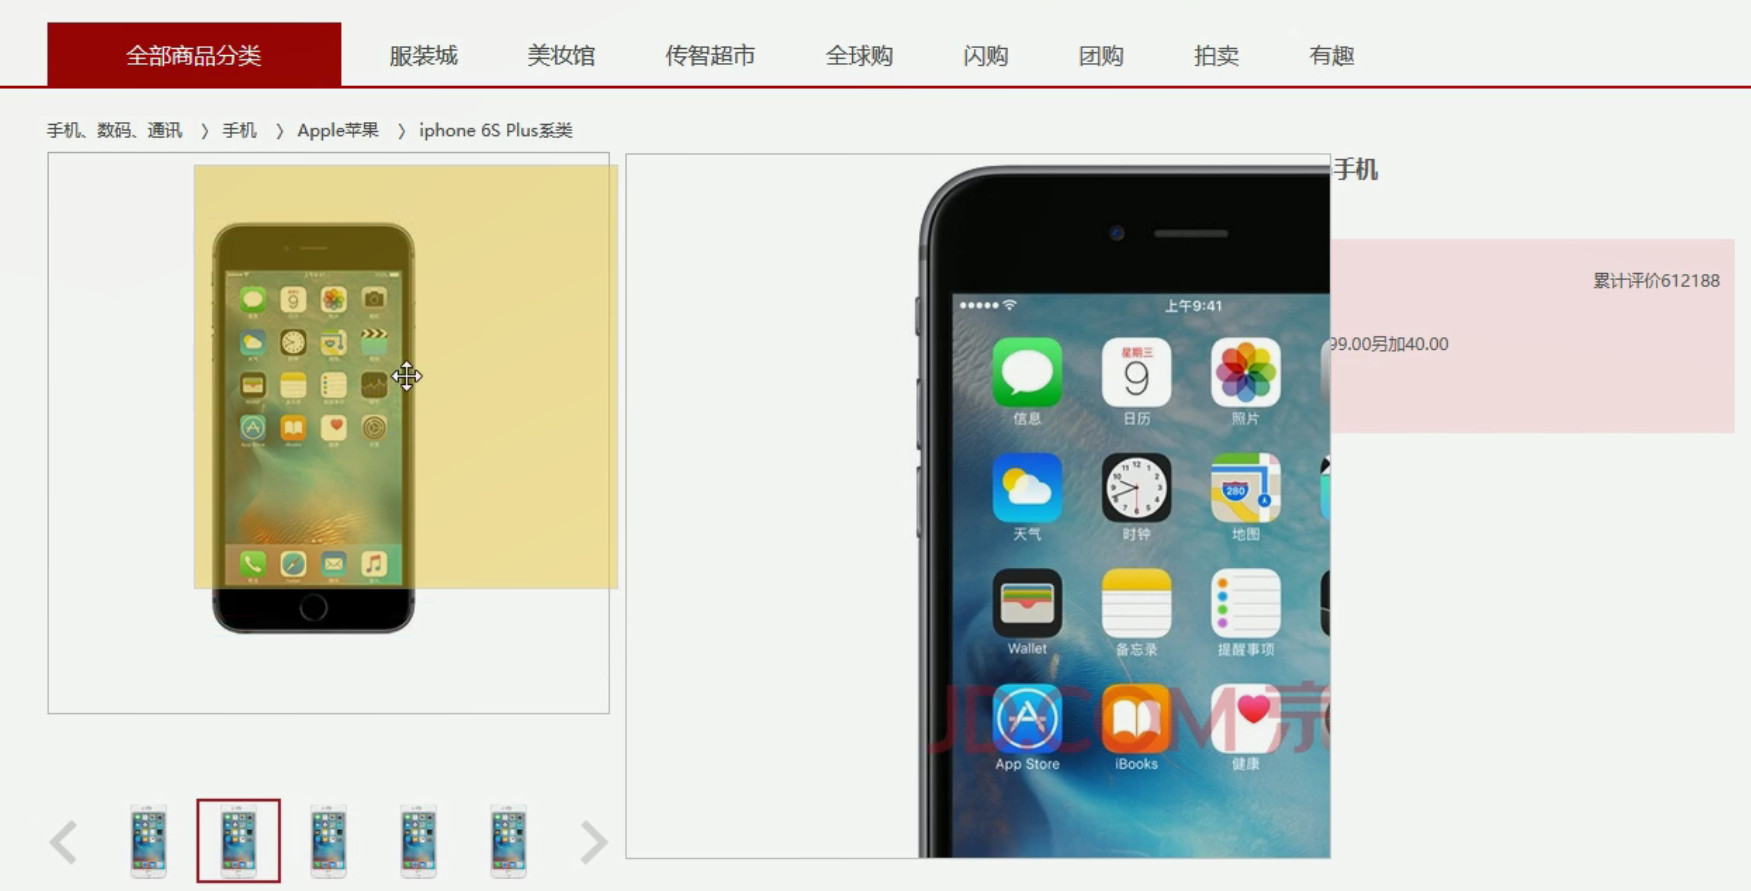 全部商品分类 服装城 美妆馆 传智超市 全球购 闪购 团购 拍卖 有趣
手机、数码、通讯 〉 手机 〉 Apple苹果 〉 iphone 6S Plus系类
手机
累计评价612188
99.00另加40.00
上午9:41
星期三
9
信息 日历 照片
280
天气 时钟 地图
Wallet 备忘录 提醒事项
JD.COM 京
App Store iBooks 健康